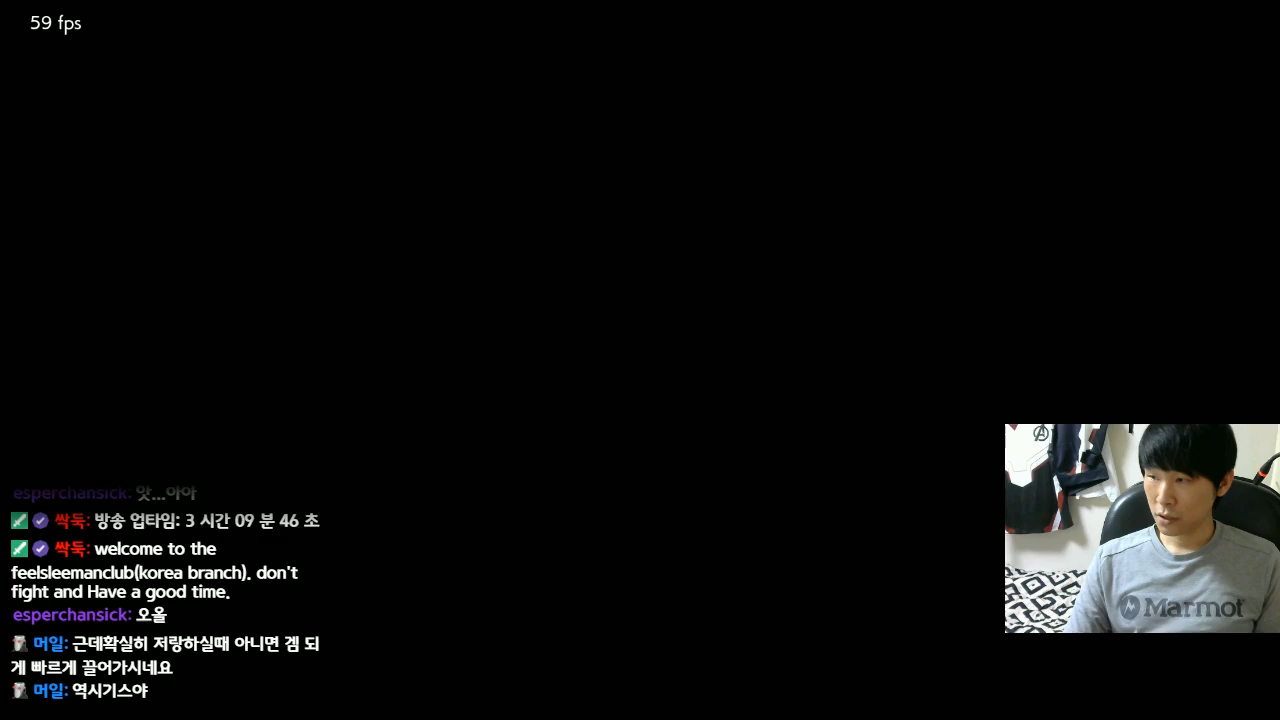 59 fps
esperchansick: 앗...아아
싹둑: 방송 업타임: 3 시간 09 분 46 초
싹둑: welcome to the
feelsleemanclub(korea branch). don't
fight and Have a good time.
esperchansick: 오올
머일: 근데확실히 저랑하실때 아니면 겜 되
게 빠르게 끌어가시네요
머일: 역시기스야
Marmot